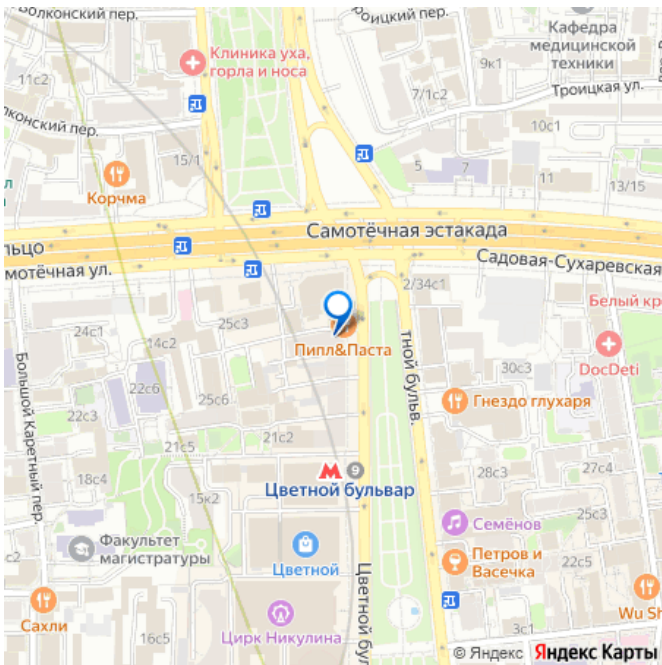 Волконский пер.
Троицкий пер.
Кафедра
медицинской
техники
Клиника уха,
горла и носа
11с2
9к1
7/1с2
Троицкая ул.
олконский пер.
10с1
15/1
5
7
11
13/15
Корчма
Самотёчная эстакада
льцо
мотёчная ул.
Садовая-Сухаревская
2/34с1
Белый кр
25с3
14с2
Пипл&Паста
тной бульв.
30с3
DocDeti
Большой Каретный пер.
22с6
25с6
Гнездо глухаря
22с3
21с5
21с2
18с4
9
28с3
27с4
Цветной бульвар
15к2
25с3
Семёнов
Факультет
магистратуры
с2
Цветной
Цветной бул
Петров и
Васечка
22с5
Сахли
16с5
Цирк Никулина
3с1
Wu Sh
© Яндекс Яндекс Карты